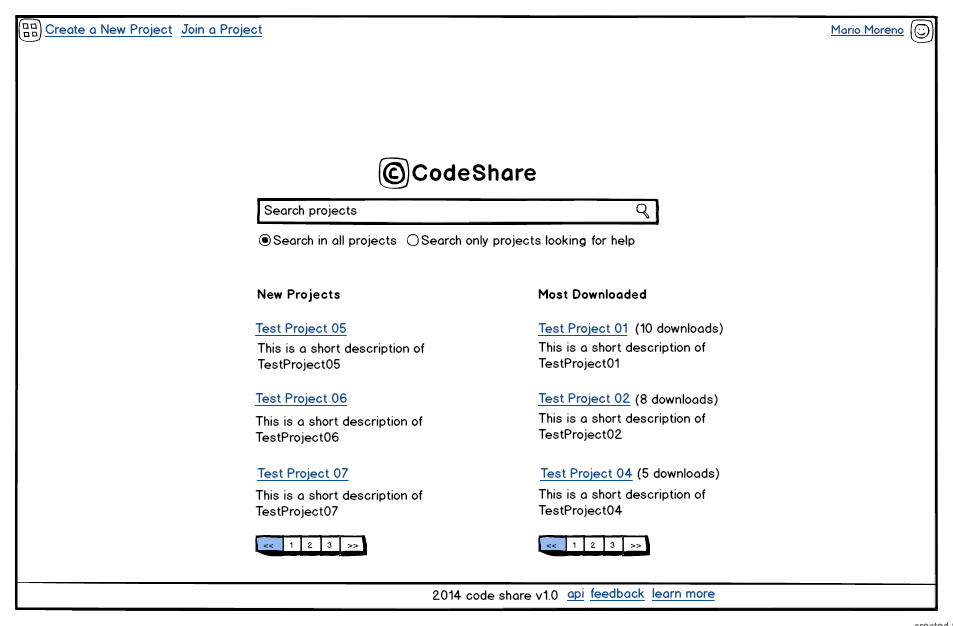 Create a New Project Join a Project
Mario Moreno
©CodeShare
Search projects
Search in all projects Search only projects looking for help
New Projects
Test Project 05
This is a short description of
TestProject05
Test Project 06
This is a short description of
TestProject06
Test Project 07
This is a short description of
TestProject07
<< 1 2 3 >>
Most Downloaded
Test Project 01 (10 downloads)
This is a short description of
TestProject01
Test Project 02 (8 downloads)
This is a short description of
TestProject02
Test Project 04 (5 downloads)
This is a short description of
TestProject04
<< 1 2 3 >>
2014 code share v1.0 api feedback learn more